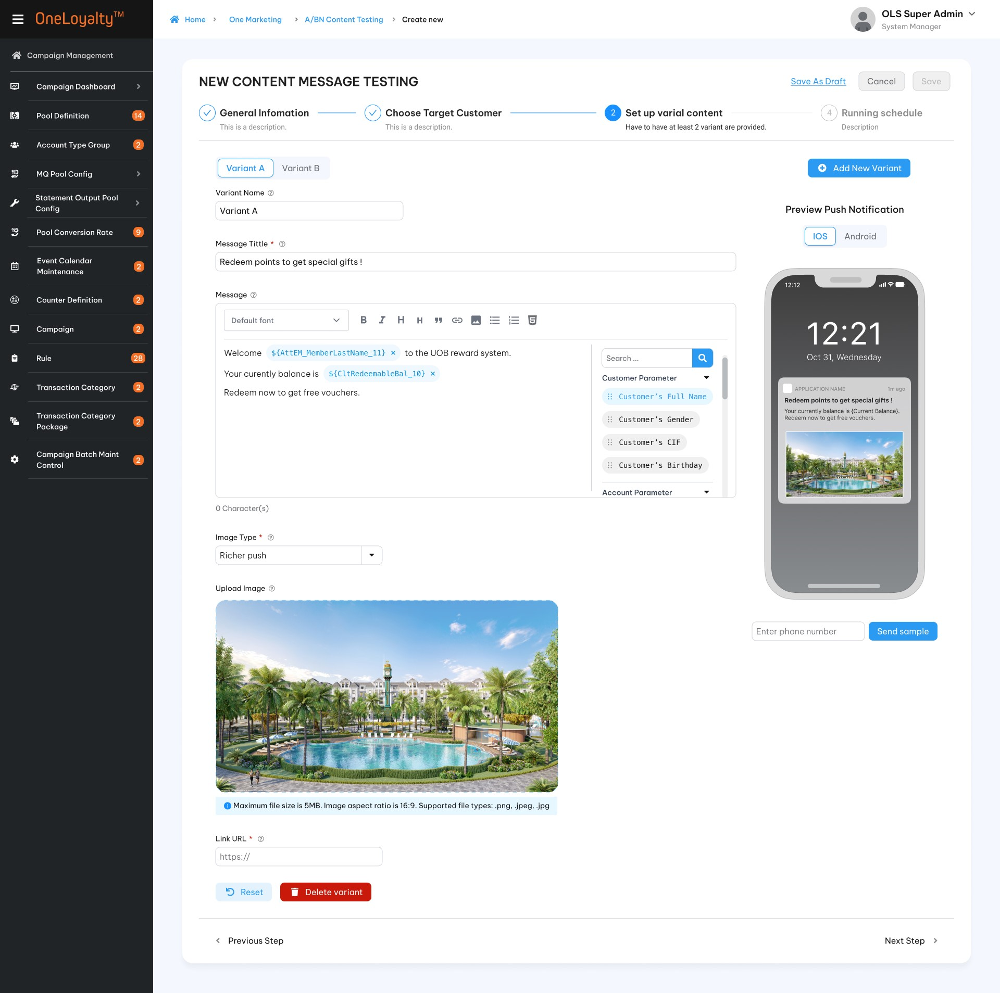 OneLoyalty™
Home
One Marketing
A/BN Content Testing
Create new
OLS Super Admin
System Manager
Campaign Management
Campaign Dashboard
Pool Definition
14
Account Type Group
2
MQ Pool Config
Statement Output Pool
Config
Pool Conversion Rate
9
Event Calendar
Maintenance
2
Counter Definition
2
Campaign
2
Rule
28
Transaction Category
2
Transaction Category
Package
2
Campaign Batch Maint
Control
2
NEW CONTENT MESSAGE TESTING
Save As Draft
Cancel
Save
General Infomation
This is a description.
Choose Target Customer
This is a description.
2
Set up varial content
Have to have at least 2 variant are provided.
4
Running schedule
Description
Variant A
Variant B
Add New Variant
Variant Name
Variant A
Message Tittle *
Redeem points to get special gifts !
Message
Default font
Welcome ${AttEM_MemberLastName_11} × to the UOB reward system.
Your curently balance is ${CltRedeemableBal_10} ×
Redeem now to get free vouchers.
Search ...
Customer Parameter
Customer’s Full Name
Customer’s Gender
Customer’s CIF
Customer’s Birthday
Account Parameter
0 Character(s)
Image Type *
Richer push
Upload Image
Maximum file size is 5MB. Image aspect ratio is 16:9. Supported file types: .png, .jpeg, .jpg
Link URL *
https://
Reset
Delete variant
Previous Step
Next Step
Preview Push Notification
IOS
Android
12:12
12:21
Oct 31, Wednesday
APPLICATION NAME
1m ago
Redeem points to get special gifts !
Your currently balance is {Current Balance}.
Redeem now to get free vouchers.
Enter phone number
Send sample